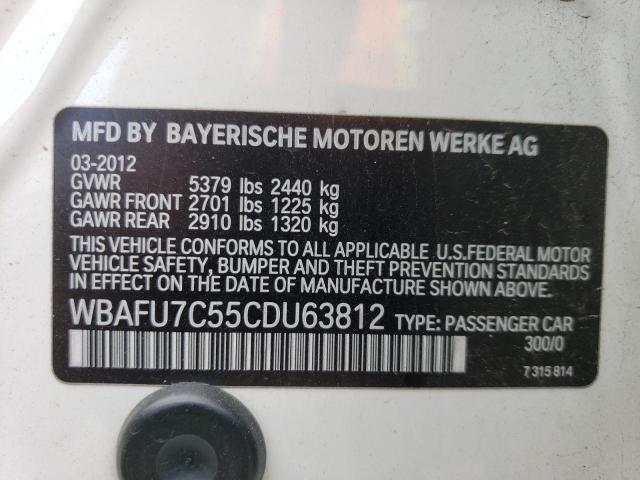 MFD BY BAYERISCHE MOTOREN WERKE AG
03-2012
GVWR 5379 lbs 2440 kg
GAWR FRONT 2701 lbs 1225 kg
GAWR REAR 2910 lbs 1320 kg
THIS VEHICLE CONFORMS TO ALL APPLICABLE U.S.FEDERAL MOTOR
VEHICLE SAFETY, BUMPER AND THEFT PREVENTION STANDARDS
IN EFFECT ON THE DATE OF MANUFACTURE SHOWN ABOVE.
WBAFU7C55CDU63812 TYPE: PASSENGER CAR
300/0
7 315 814